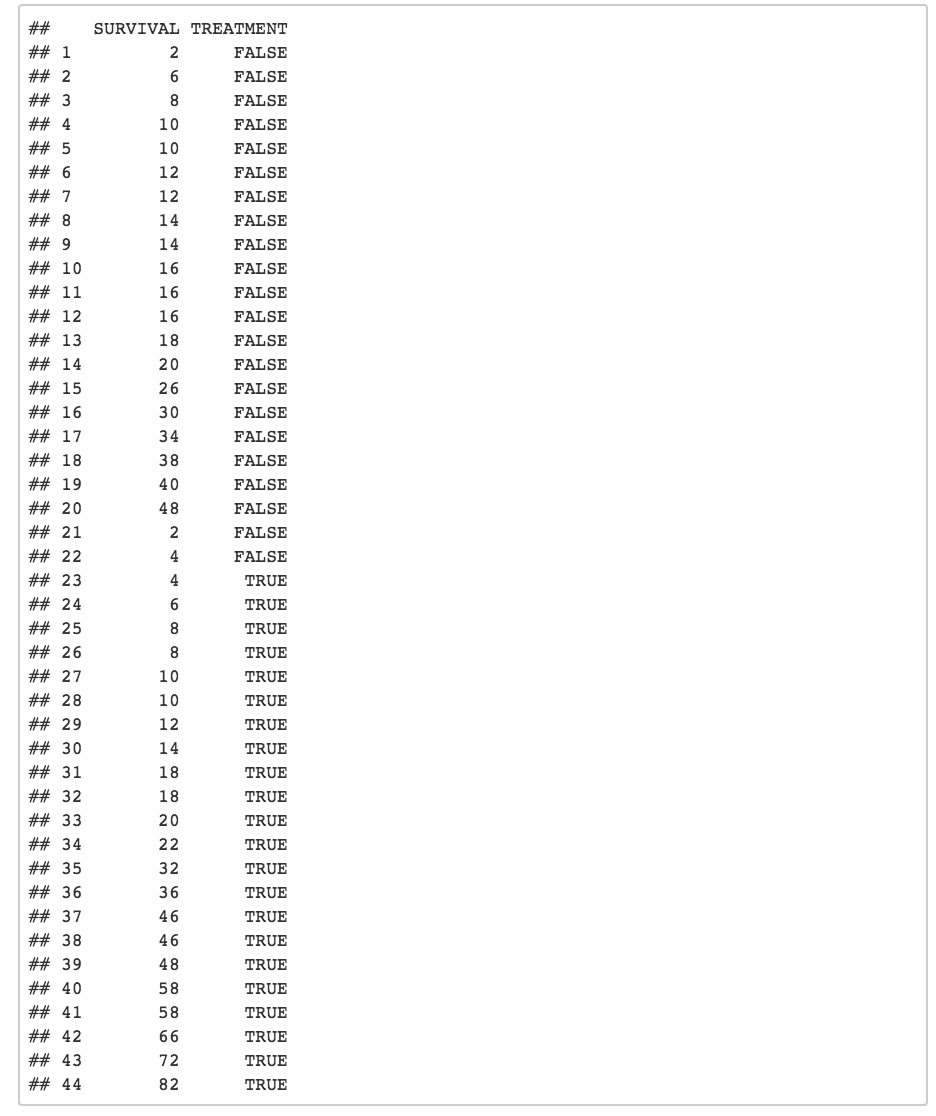 ##    SURVIVAL TREATMENT
## 1         2     FALSE
## 2         6     FALSE
## 3         8     FALSE
## 4        10     FALSE
## 5        10     FALSE
## 6        12     FALSE
## 7        12     FALSE
## 8        14     FALSE
## 9        14     FALSE
## 10       16     FALSE
## 11       16     FALSE
## 12       16     FALSE
## 13       18     FALSE
## 14       20     FALSE
## 15       26     FALSE
## 16       30     FALSE
## 17       34     FALSE
## 18       38     FALSE
## 19       40     FALSE
## 20       48     FALSE
## 21        2     FALSE
## 22        4     FALSE
## 23        4      TRUE
## 24        6      TRUE
## 25        8      TRUE
## 26        8      TRUE
## 27       10      TRUE
## 28       10      TRUE
## 29       12      TRUE
## 30       14      TRUE
## 31       18      TRUE
## 32       18      TRUE
## 33       20      TRUE
## 34       22      TRUE
## 35       32      TRUE
## 36       36      TRUE
## 37       46      TRUE
## 38       46      TRUE
## 39       48      TRUE
## 40       58      TRUE
## 41       58      TRUE
## 42       66      TRUE
## 43       72      TRUE
## 44       82      TRUE